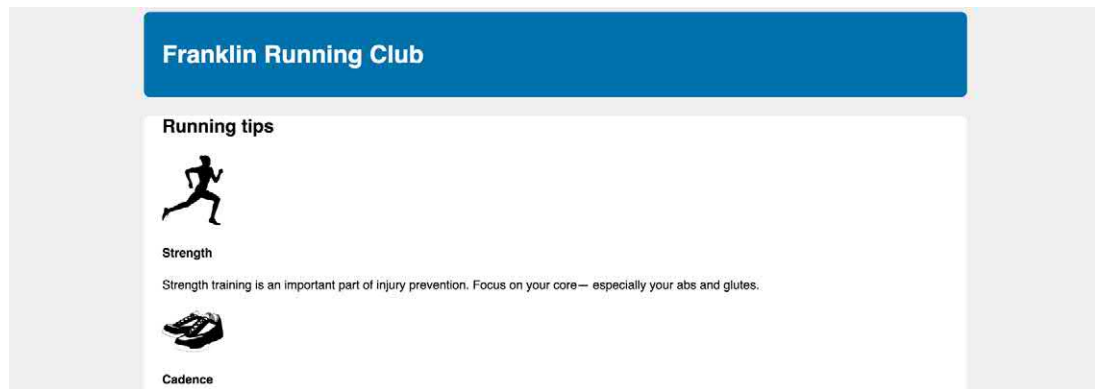 Franklin Running Club
Running tips
Strength
Strength training is an important part of injury prevention. Focus on your core— especially your abs and glutes.
Cadence